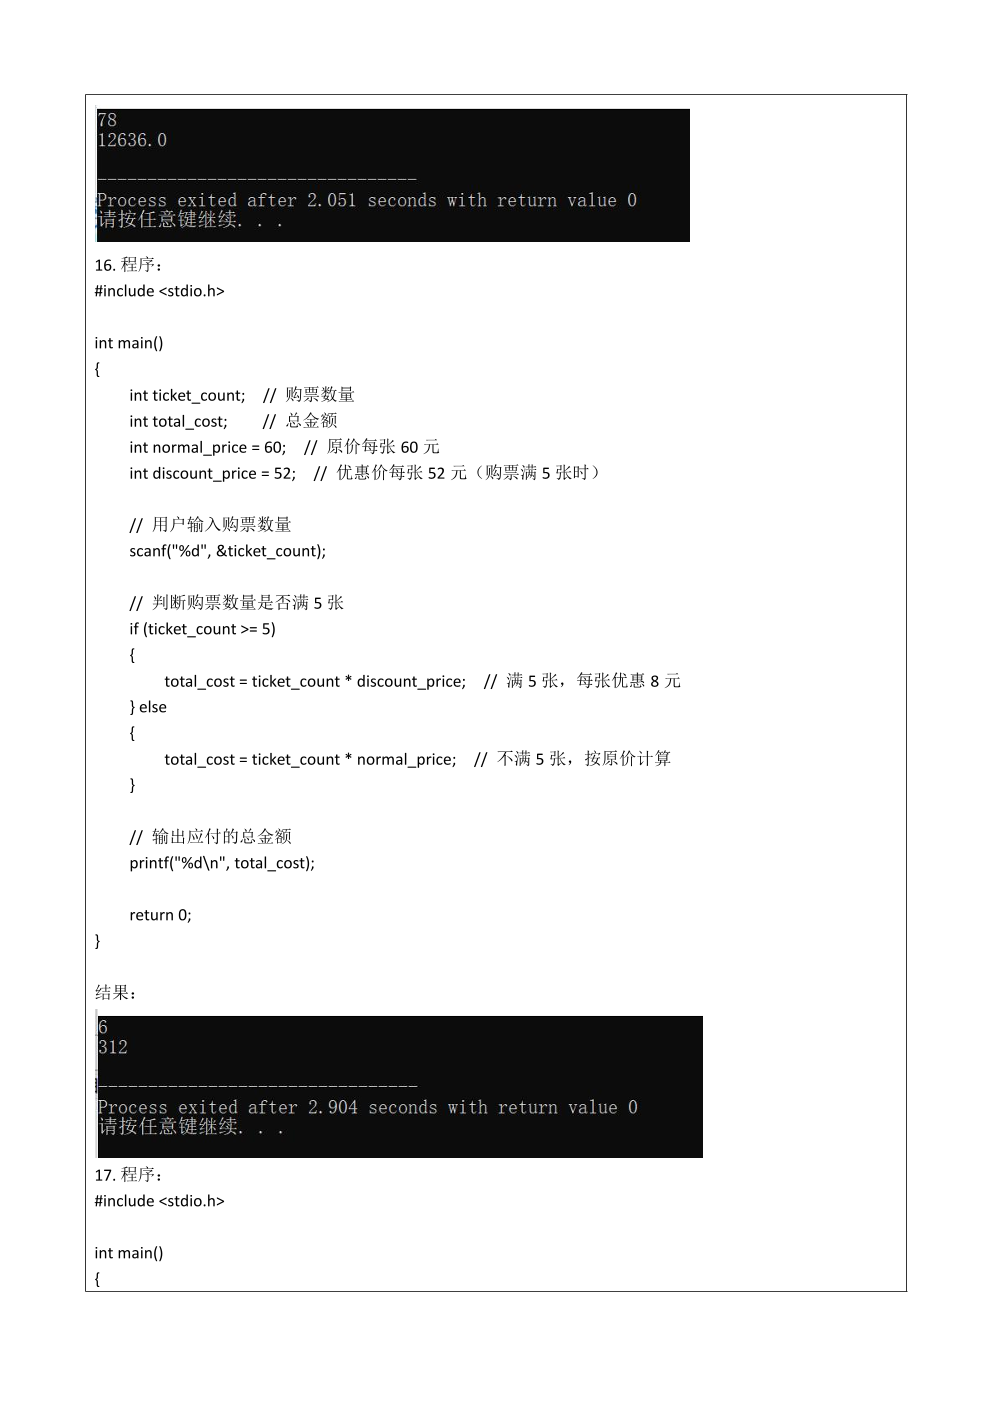 78
12636.0
--------------------------------
Process exited after 2.051 seconds with return value 0
请按任意键继续. . .
16. 程序：
#include <stdio.h>
int main()
{
int ticket_count; // 购票数量
int total_cost; // 总金额
int normal_price = 60; // 原价每张 60 元
int discount_price = 52; // 优惠价每张 52 元（购票满 5 张时）
// 用户输入购票数量
scanf("%d", &ticket_count);
// 判断购票数量是否满 5 张
if (ticket_count >= 5)
{
total_cost = ticket_count * discount_price; // 满 5 张，每张优惠 8 元
} else
{
total_cost = ticket_count * normal_price; // 不满 5 张，按原价计算
}
// 输出应付的总金额
printf("%d\n", total_cost);
return 0;
}
结果：
6
312
--------------------------------
Process exited after 2.904 seconds with return value 0
请按任意键继续. . .
17. 程序：
#include <stdio.h>
int main()
{